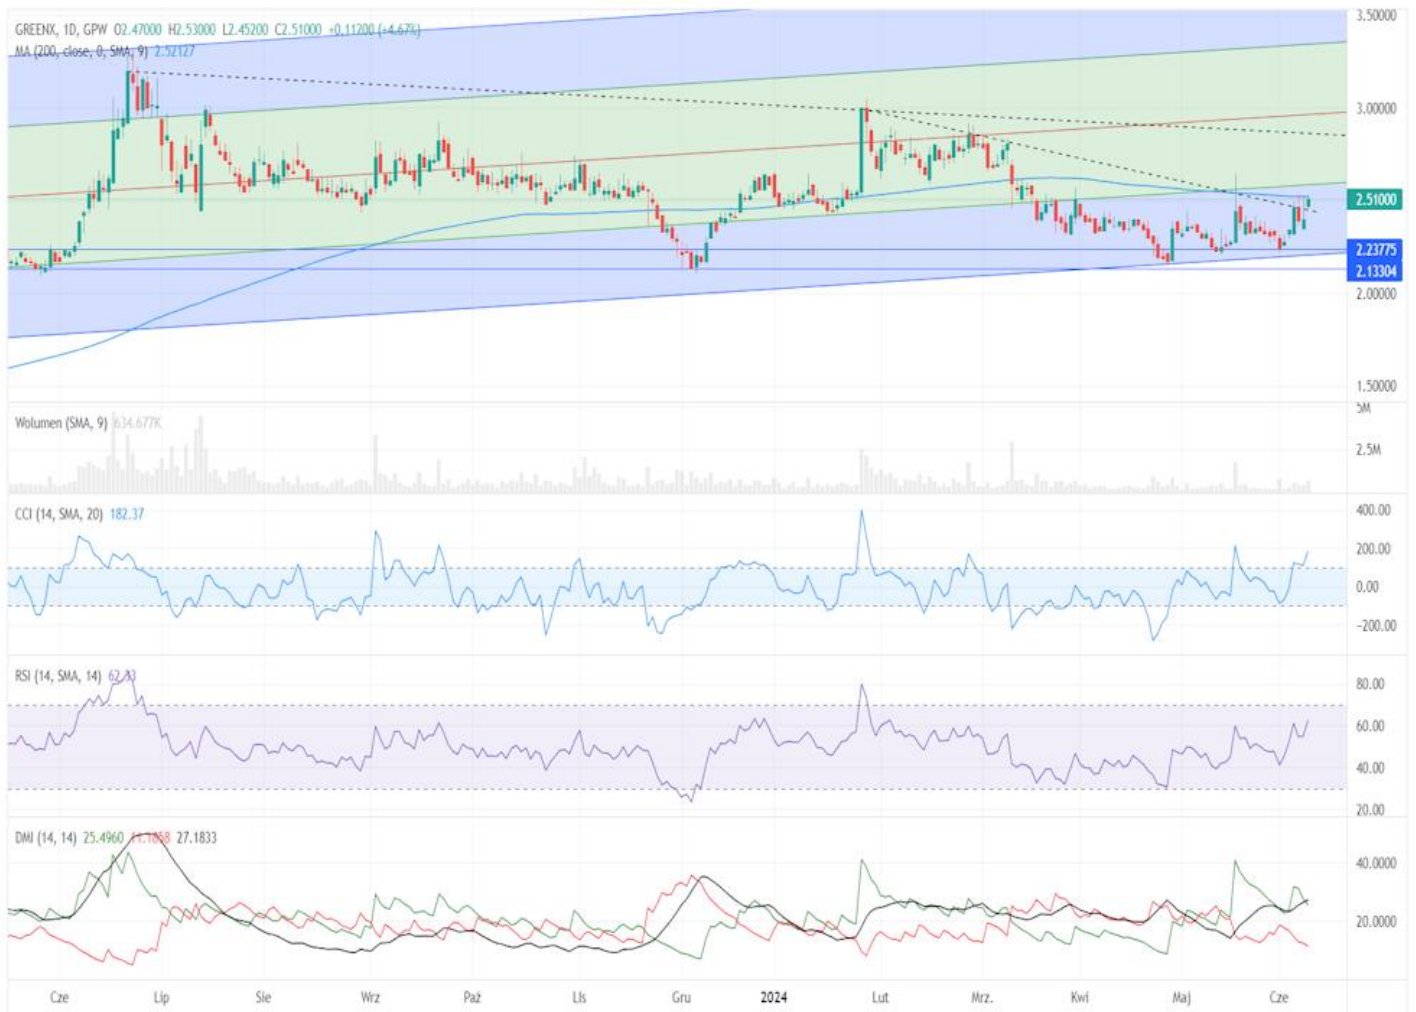 GREENX, 1D, GPW O2.47000 H2.53000 L2.45200 C2.51000 +0.11200 (+4.67%)
MA (200, close, 0, SMA, 9) 2.52127
3.50000
3.00000
2.51000
2.23775
2.13304
2.00000
1.50000
Wolumen (SMA, 9) 634.677K
5M
2.5M
CCI (14, SMA, 20) 182.37
400.00
200.00
0.00
-200.00
RSI (14, SMA, 14) 62.33
80.00
60.00
40.00
20.00
DMI (14, 14) 25.4960 11.1858 27.1833
40.0000
20.0000
Cze Lip Sie Wrz Paź Lis Gru 2024 Lut Mrz. Kwi Maj Cze